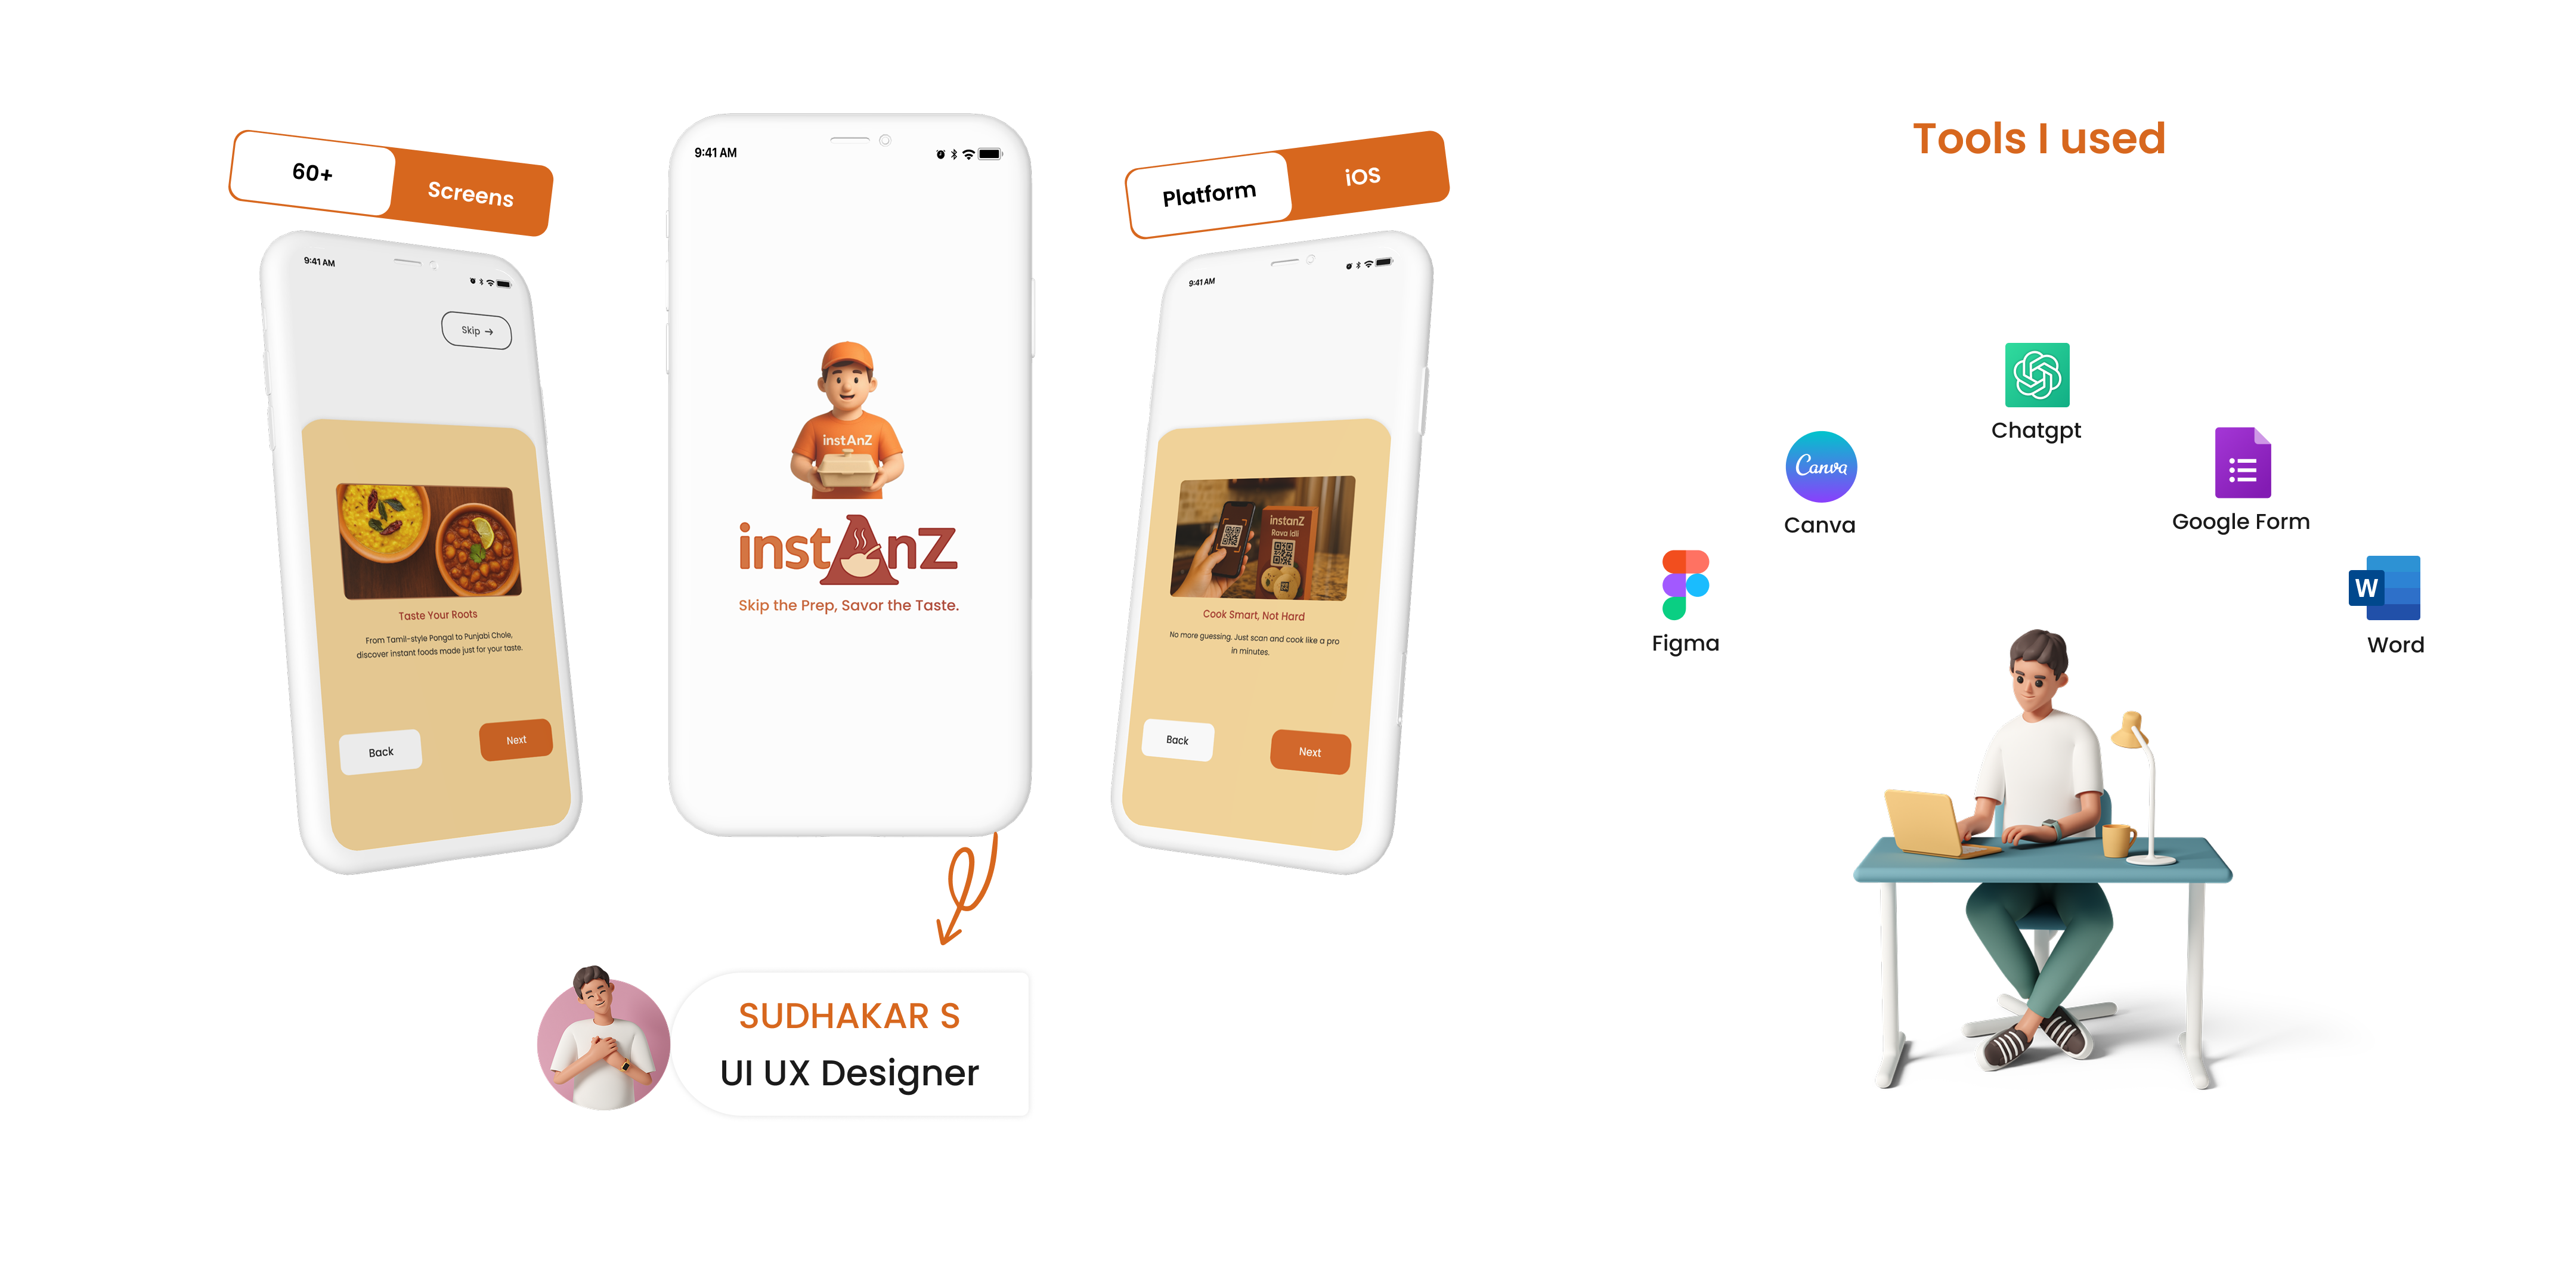 60+
Screens
9:41 AM
Skip →
Taste Your Roots
From Tamil-style Pongal to Punjabi Chole,
discover instant foods made just for your taste.
Back
Next
9:41 AM
instAnZ
instAnZ
Skip the Prep, Savor the Taste.
Platform
iOS
9:41 AM
instanZ
Rava Idli
Cook Smart, Not Hard
No more guessing. Just scan and cook like a pro
in minutes.
Back
Next
SUDHAKAR S
UI UX Designer
Tools I used
Chatgpt
Canva
Canva
Google Form
Figma
W
Word